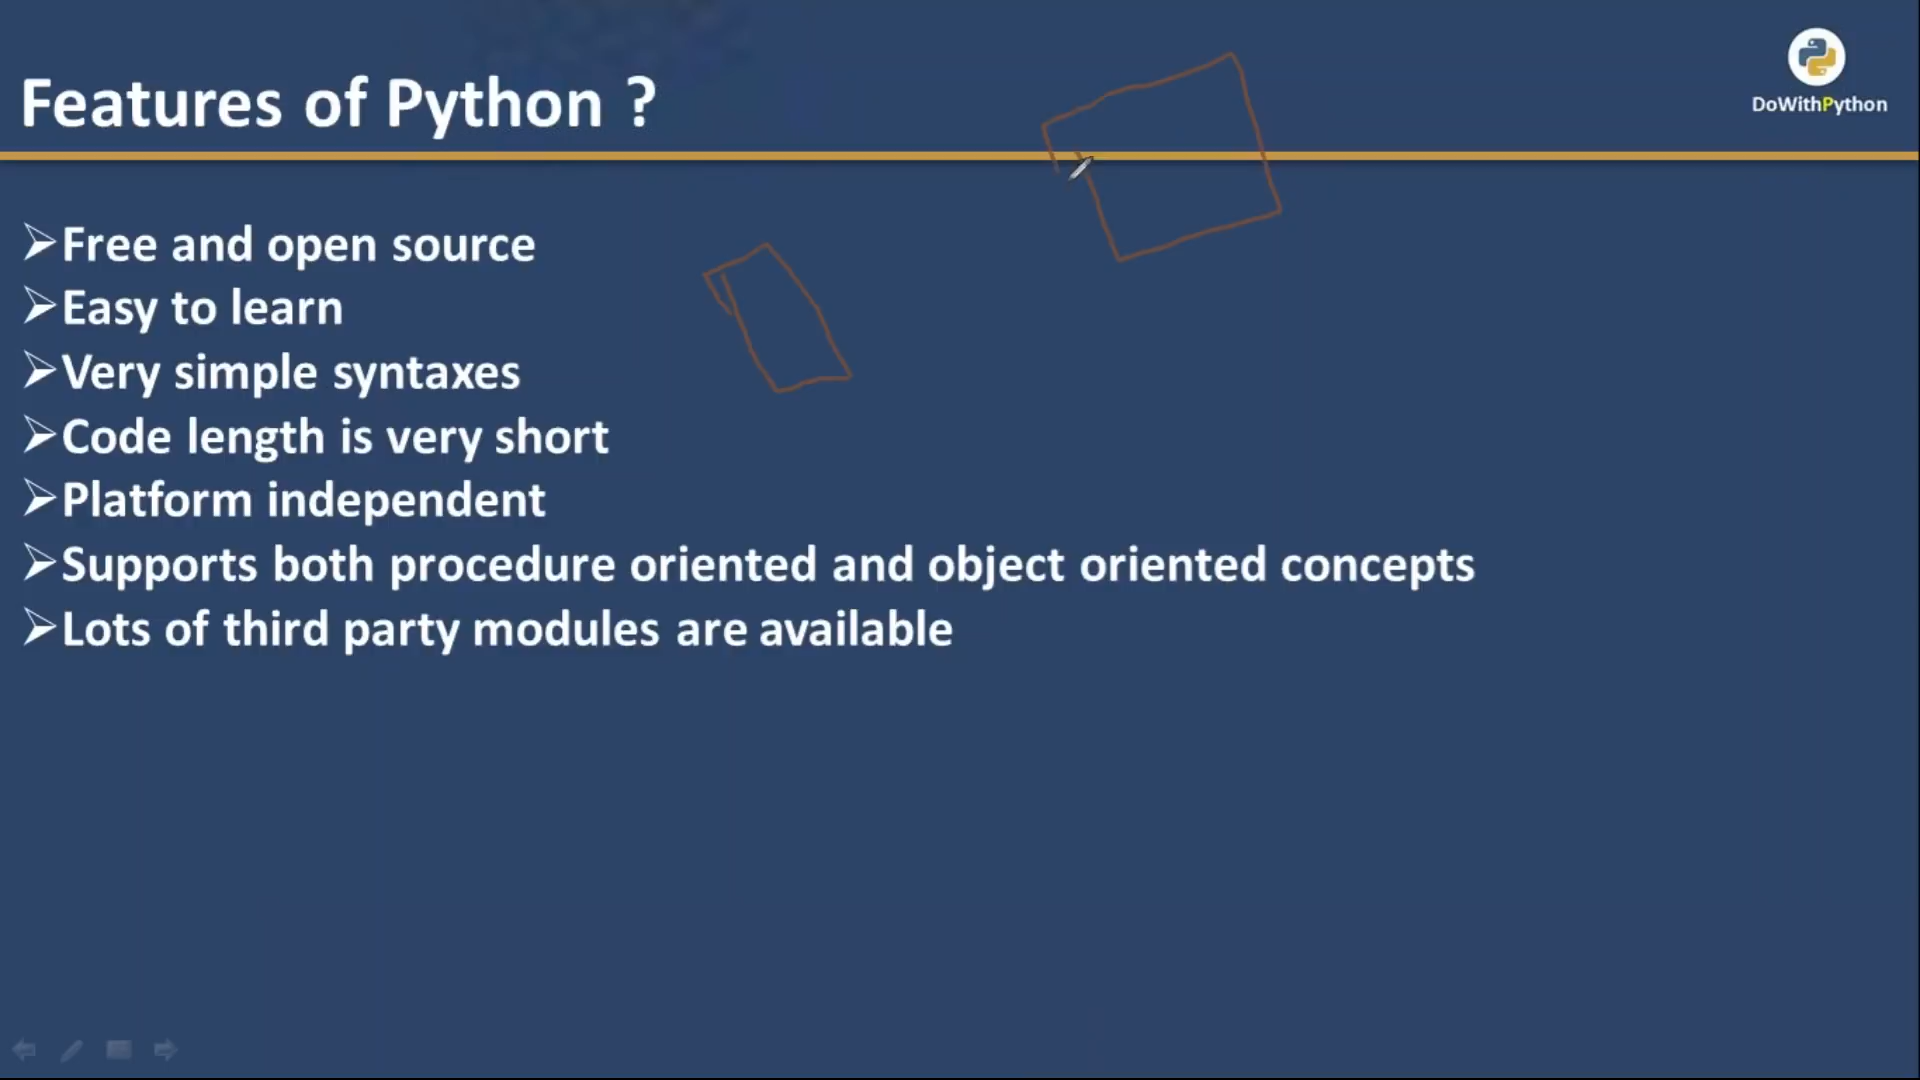 Features of Python ?
DoWithPython
➢Free and open source
➢Easy to learn
➢Very simple syntaxes
➢Code length is very short
➢Platform independent
➢Supports both procedure oriented and object oriented concepts
➢Lots of third party modules are available